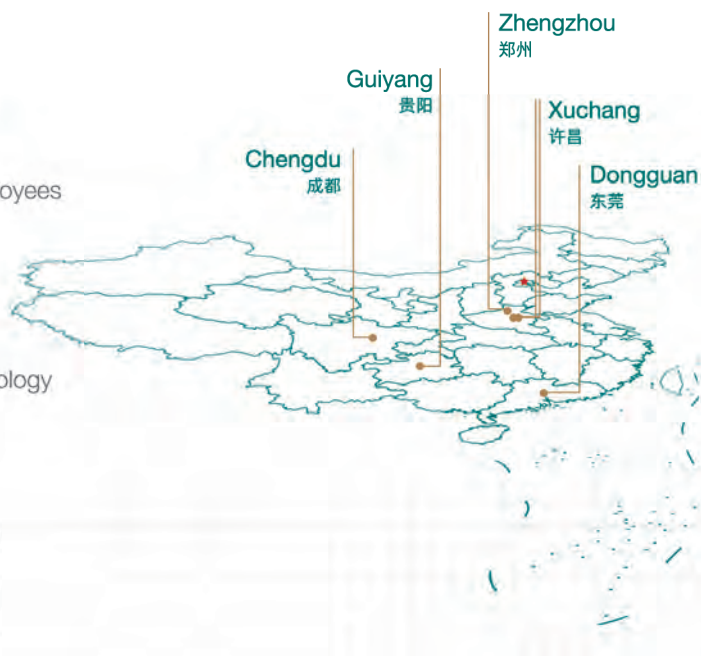 Zhengzhou
郑州
Guiyang
贵阳
Xuchang
许昌
Chengdu
成都
Dongguan
东莞
oyees
ology